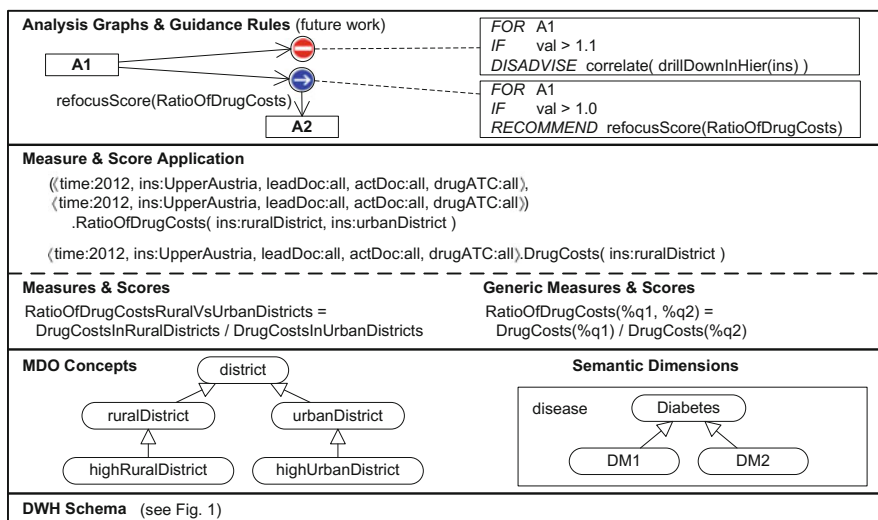 Analysis Graphs & Guidance Rules (future work)
A1
refocusScore(RatioOfDrugCosts)
A2
FOR A1
IF val > 1.1
DISADVISE correlate( drillDownInHier(ins) )
FOR A1
IF val > 1.0
RECOMMEND refocusScore(RatioOfDrugCosts)
Measure & Score Application
(⟪time:2012, ins:UpperAustria, leadDoc:all, actDoc:all, drugATC:all⟫,
⟪time:2012, ins:UpperAustria, leadDoc:all, actDoc:all, drugATC:all⟫)
.RatioOfDrugCosts( ins:ruralDistrict, ins:urbanDistrict )
⟪time:2012, ins:UpperAustria, leadDoc:all, actDoc:all, drugATC:all⟫.DrugCosts( ins:ruralDistrict )
Measures & Scores
RatioOfDrugCostsRuralVsUrbanDistricts =
DrugCostsInRuralDistricts / DrugCostsInUrbanDistricts
Generic Measures & Scores
RatioOfDrugCosts(%q1, %q2) =
DrugCosts(%q1) / DrugCosts(%q2)
MDO Concepts
district
ruralDistrict
urbanDistrict
highRuralDistrict
highUrbanDistrict
Semantic Dimensions
disease
Diabetes
DM1
DM2
DWH Schema (see Fig. 1)